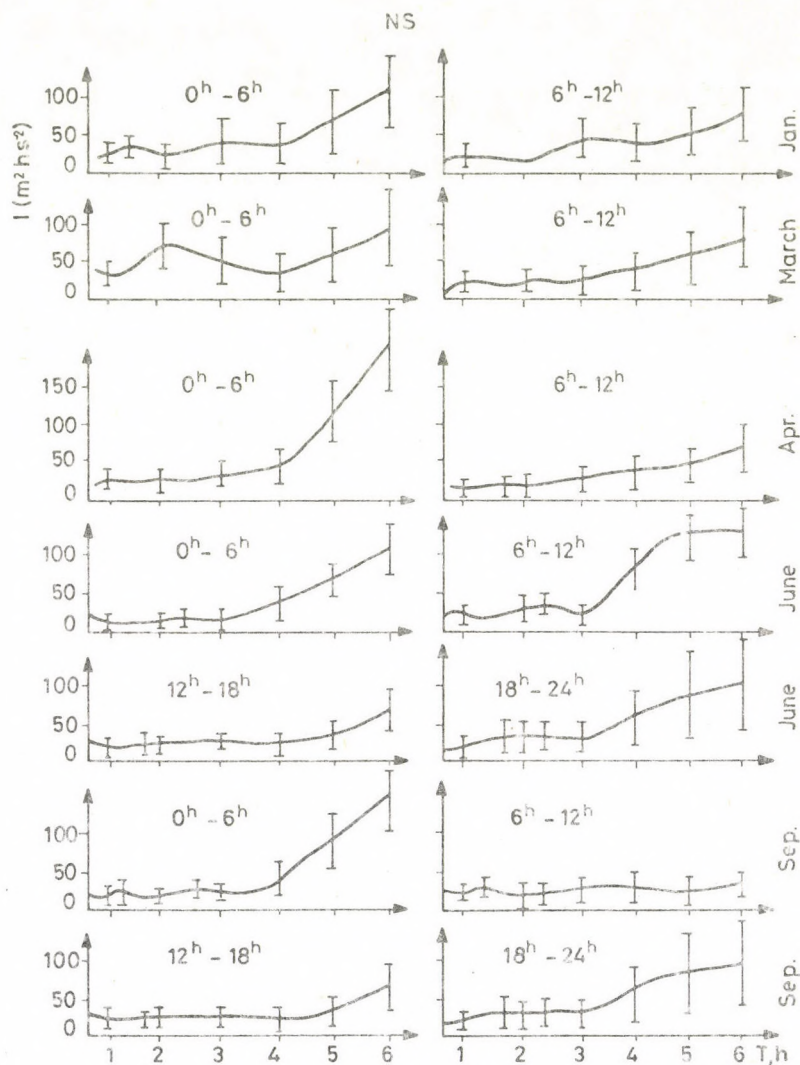 NS
I (m² hs⁻²)
100
50
0
0ʰ - 6ʰ
6ʰ - 12ʰ
Jan.
100
50
0
0ʰ - 6ʰ
6ʰ - 12ʰ
March
150
100
50
0
0ʰ - 6ʰ
6ʰ - 12ʰ
Apr.
100
50
0
0ʰ - 6ʰ
6ʰ - 12ʰ
June
100
50
0
12ʰ - 18ʰ
18ʰ - 24ʰ
June
100
50
0
0ʰ - 6ʰ
6ʰ - 12ʰ
Sep.
100
50
0
12ʰ - 18ʰ
18ʰ - 24ʰ
Sep.
1 2 3 4 5 6 1 2 3 4 5 6 T,h